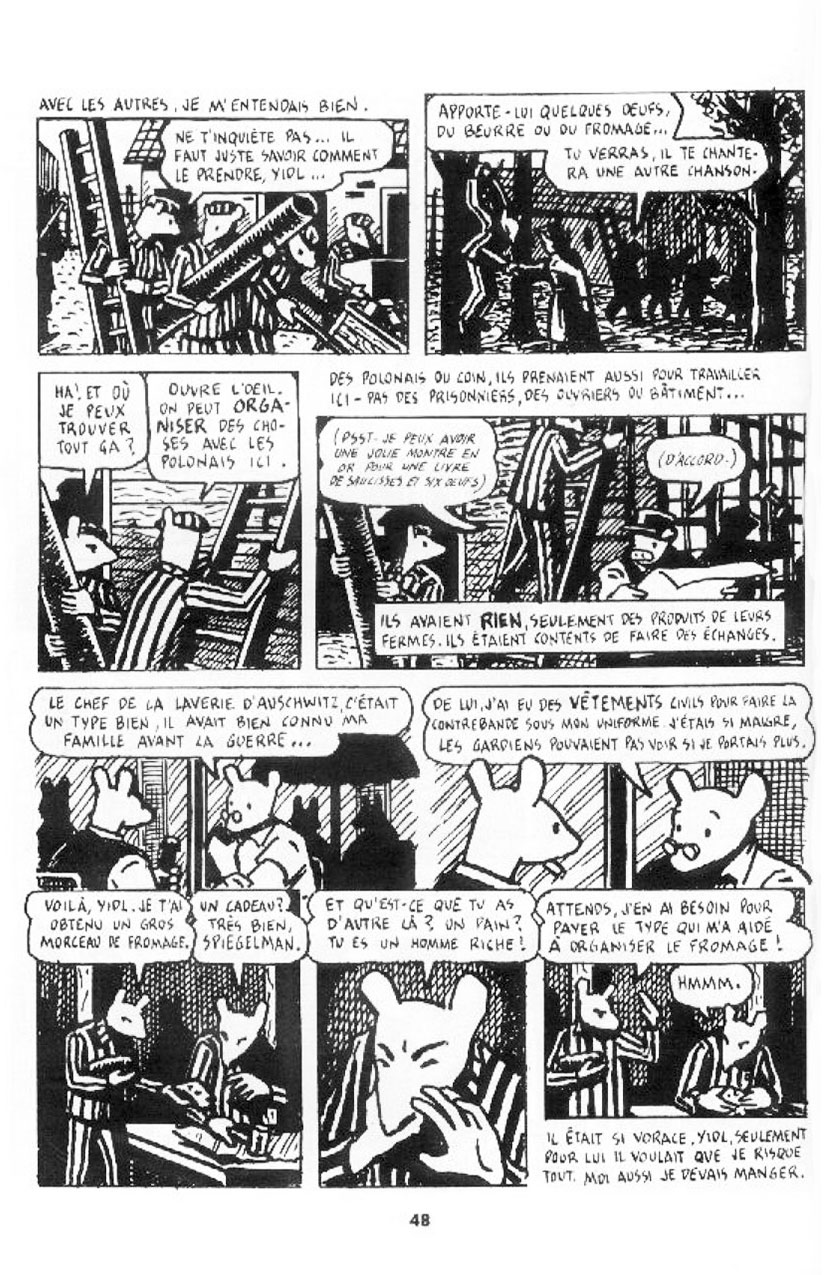 AVEC LES AUTRES, JE M'ENTENDAIS BIEN.
NE T'INQUIÈTE PAS... IL
FAUT JUSTE SAVOIR COMMENT
LE PRENDRE, YIDL...
APPORTE-LUI QUELQUES OEUFS,
DU BEURRE OU DU FROMAGE...
TU VERRAS, IL TE CHANTE-
RA UNE AUTRE CHANSON.
HA! ET OÙ
JE PEUX
TROUVER
TOUT ÇA?
OUVRE L'OEIL.
ON PEUT ORGA-
NISER DES CHO-
SES AVEC LES
POLONAIS ICI.
DES POLONAIS DU COIN, ILS PRENAIENT AUSSI POUR TRAVAILLER
ICI - PAS DES PRISONNIERS, DES OUVRIERS DU BÂTIMENT...
(PSST- JE PEUX AVOIR
UNE JOLIE MONTRE EN
OR POUR UNE LIVRE
DE SAUCISSES ET SIX OEUFS)
(D'ACCORD.)
ILS AVAIENT RIEN, SEULEMENT DES PRODUITS DE LEURS
FERMES. ILS ÉTAIENT CONTENTS DE FAIRE DES ÉCHANGES.
LE CHEF DE LA LAVERIE D'AUSCHWITZ, C'ÉTAIT
UN TYPE BIEN, IL AVAIT BIEN CONNU MA
FAMILLE AVANT LA GUERRE...
DE LUI, J'AI EU DES VÊTEMENTS CIVILS POUR FAIRE LA
CONTREBANDE SOUS MON UNIFORME. J'ÉTAIS SI MAIGRE,
LES GARDIENS POUVAIENT PAS VOIR SI JE PORTAIS PLUS.
VOILÀ, YIDL. JE T'AI
OBTENU UN GROS
MORCEAU DE FROMAGE.
UN CADEAU?
TRÈS BIEN,
SPIEGELMAN.
ET QU'EST-CE QUE TU AS
D'AUTRE LÀ? UN PAIN?
TU ES UN HOMME RICHE!
ATTENDS, J'EN AI BESOIN POUR
PAYER LE TYPE QUI M'A AIDÉ
À ORGANISER LE FROMAGE!
HMMM.
IL ÉTAIT SI VORACE, YIDL, SEULEMENT
POUR LUI IL VOULAIT QUE JE RISQUE
TOUT. MOI AUSSI JE DEVAIS MANGER.
48